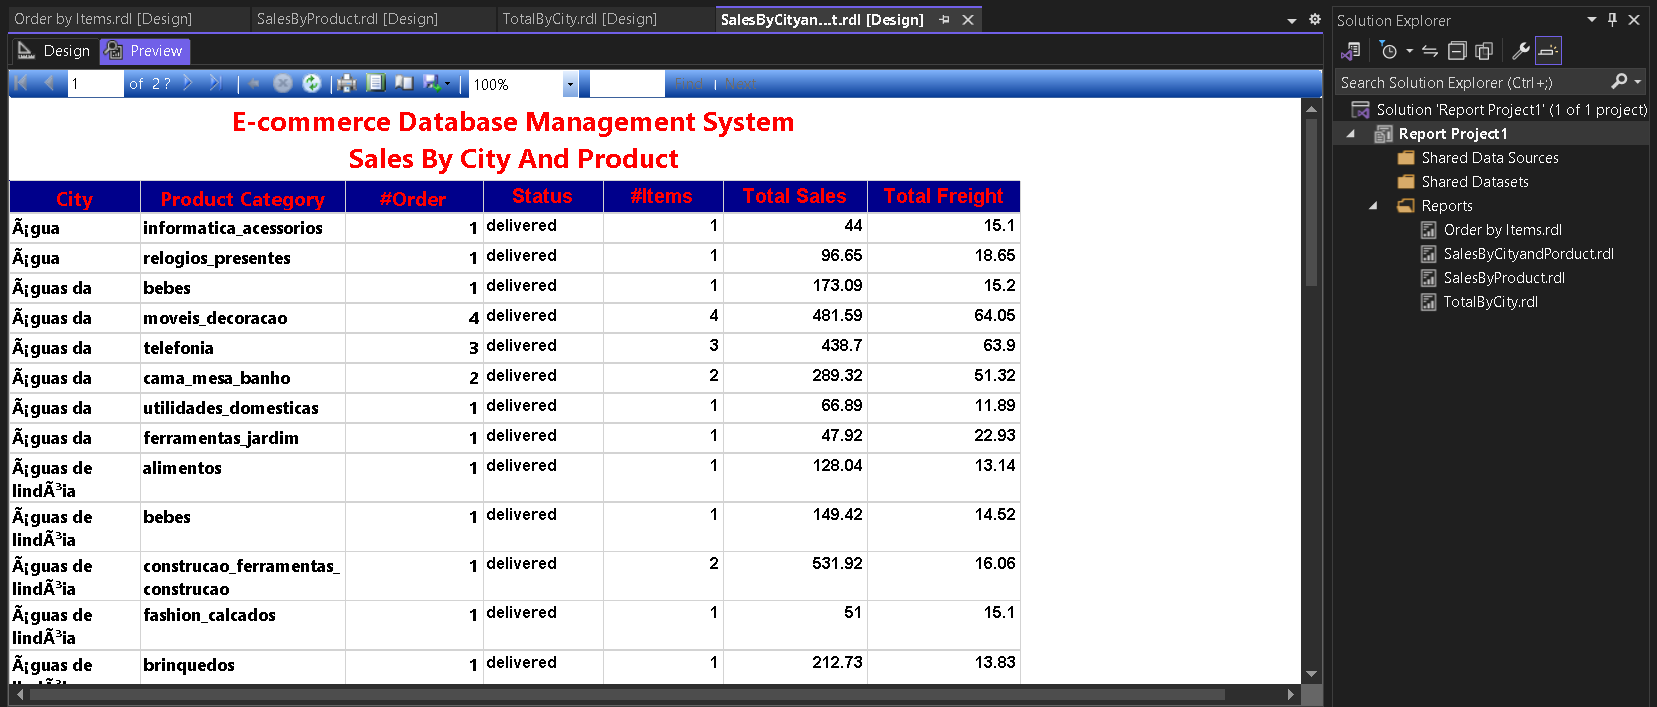 Order by Items.rdl [Design]
SalesByProduct.rdl [Design]
TotalByCity.rdl [Design]
SalesByCityan...t.rdl [Design]
Design
Preview
1 of 2 ? 100% Find | Next
E-commerce Database Management System
Sales By City And Product
City Product Category #Order Status #Items Total Sales Total Freight
Ã¡gua informatica_acessorios 1 delivered 1 44 15.1
Ã¡gua relogios_presentes 1 delivered 1 96.65 18.65
Ã¡guas da bebes 1 delivered 1 173.09 15.2
Ã¡guas da moveis_decoracao 4 delivered 4 481.59 64.05
Ã¡guas da telefonia 3 delivered 3 438.7 63.9
Ã¡guas da cama_mesa_banho 2 delivered 2 289.32 51.32
Ã¡guas da utilidades_domesticas 1 delivered 1 66.89 11.89
Ã¡guas da ferramentas_jardim 1 delivered 1 47.92 22.93
Ã¡guas de alimentos 1 delivered 1 128.04 13.14
lindÃ³ia
Ã¡guas de bebes 1 delivered 1 149.42 14.52
lindÃ³ia
Ã¡guas de construcao_ferramentas_ 1 delivered 2 531.92 16.06
lindÃ³ia construcao
Ã¡guas de fashion_calcados 1 delivered 1 51 15.1
lindÃ³ia
Ã¡guas de brinquedos 1 delivered 1 212.73 13.83
Solution Explorer
Search Solution Explorer (Ctrl+;)
Solution 'Report Project1' (1 of 1 project)
Report Project1
Shared Data Sources
Shared Datasets
Reports
Order by Items.rdl
SalesByCityandPorduct.rdl
SalesByProduct.rdl
TotalByCity.rdl